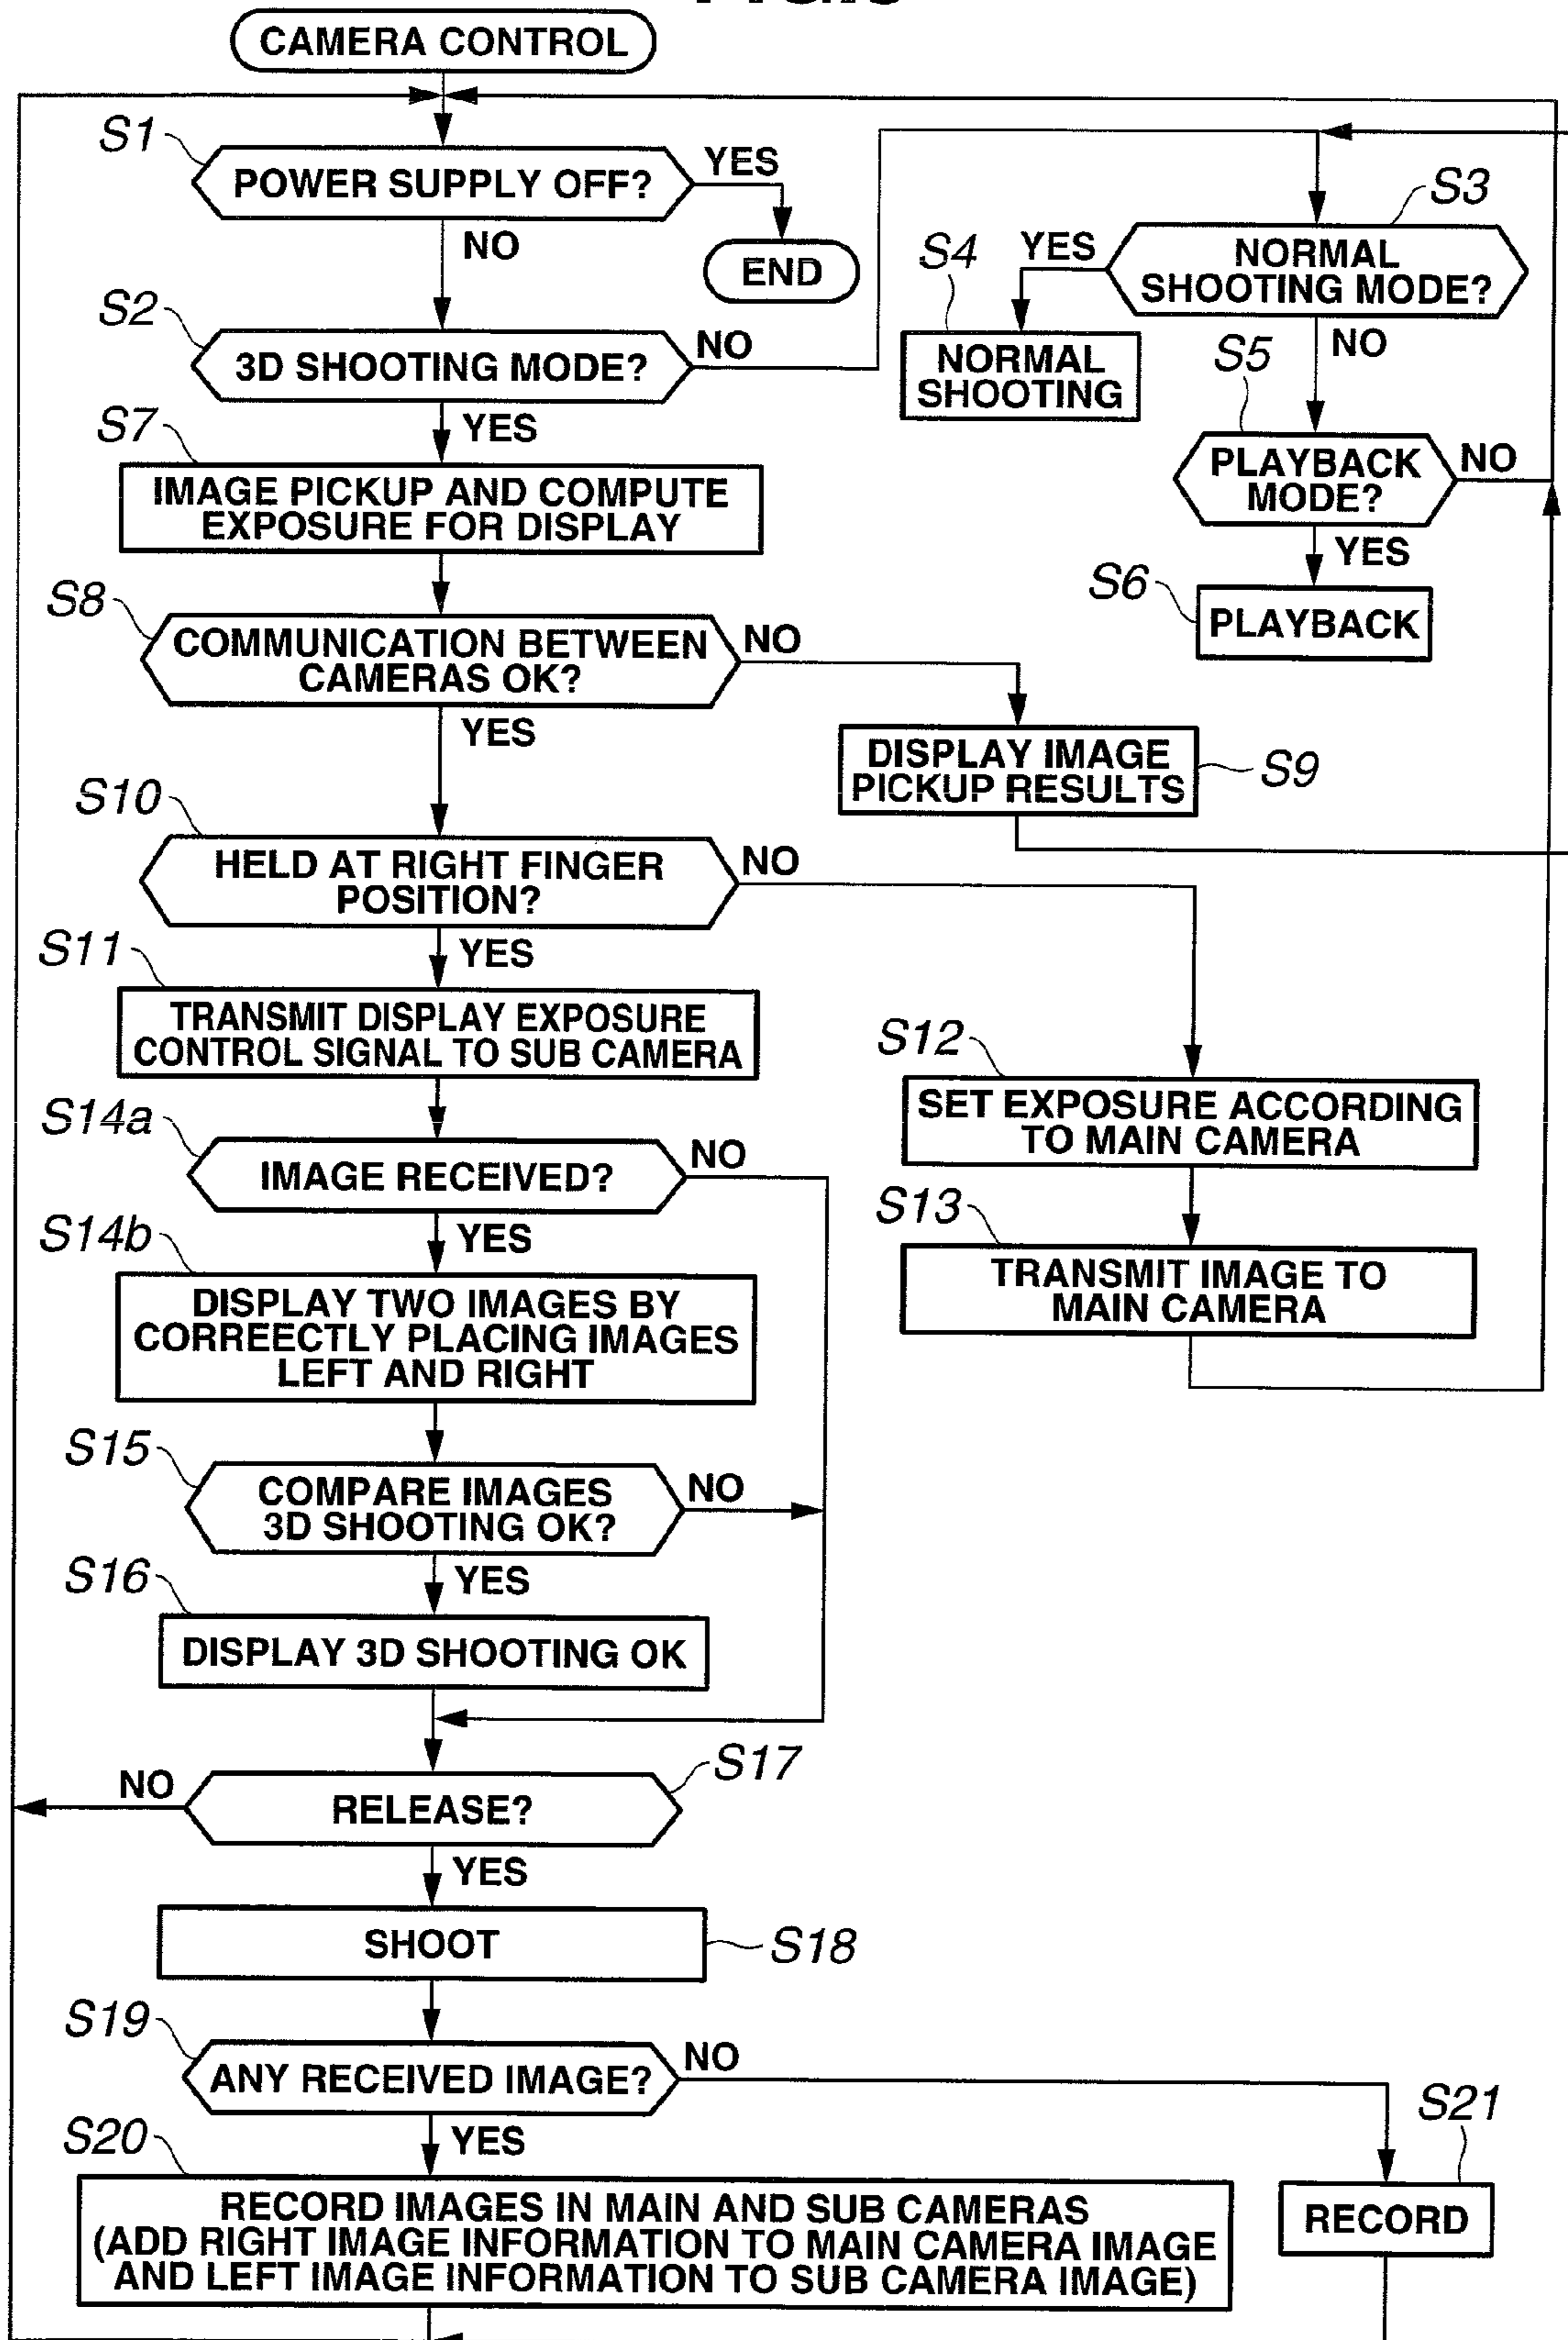 CAMERA CONTROL
S1
POWER SUPPLY OFF?
YES
NO
END
S2
3D SHOOTING MODE?
NO
YES
S3
NORMAL
SHOOTING MODE?
YES
NO
S4
NORMAL
SHOOTING
S5
PLAYBACK
MODE?
NO
YES
S6
PLAYBACK
S7
IMAGE PICKUP AND COMPUTE
EXPOSURE FOR DISPLAY
S8
COMMUNICATION BETWEEN
CAMERAS OK?
NO
YES
DISPLAY IMAGE
PICKUP RESULTS
S9
S10
HELD AT RIGHT FINGER
POSITION?
NO
YES
S11
TRANSMIT DISPLAY EXPOSURE
CONTROL SIGNAL TO SUB CAMERA
S12
SET EXPOSURE ACCORDING
TO MAIN CAMERA
S13
TRANSMIT IMAGE TO
MAIN CAMERA
S14a
IMAGE RECEIVED?
NO
YES
S14b
DISPLAY TWO IMAGES BY
CORREECTLY PLACING IMAGES
LEFT AND RIGHT
S15
COMPARE IMAGES
3D SHOOTING OK?
NO
YES
S16
DISPLAY 3D SHOOTING OK
S17
RELEASE?
NO
YES
SHOOT
S18
S19
ANY RECEIVED IMAGE?
NO
YES
S20
RECORD IMAGES IN MAIN AND SUB CAMERAS
(ADD RIGHT IMAGE INFORMATION TO MAIN CAMERA IMAGE
AND LEFT IMAGE INFORMATION TO SUB CAMERA IMAGE)
S21
RECORD